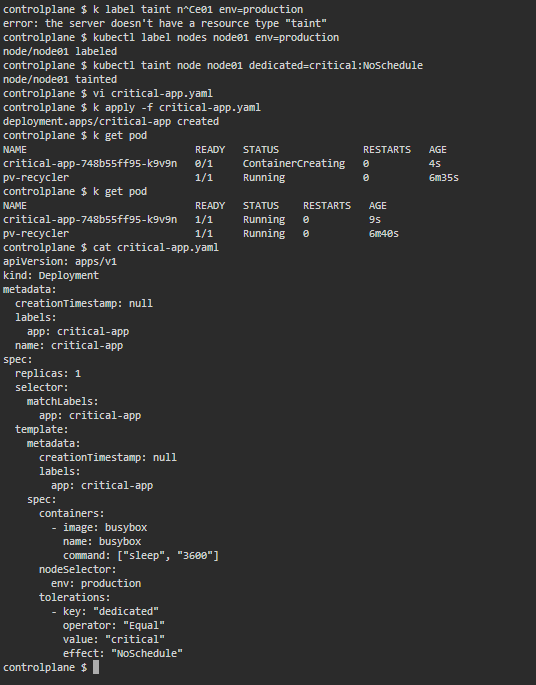 controlplane $ k label taint n^Ce01 env=production
error: the server doesn't have a resource type "taint"
controlplane $ kubectl label nodes node01 env=production
node/node01 labeled
controlplane $ kubectl taint node node01 dedicated=critical:NoSchedule
node/node01 tainted
controlplane $ vi critical-app.yaml
controlplane $ k apply -f critical-app.yaml
deployment.apps/critical-app created
controlplane $ k get pod
NAME                            READY   STATUS              RESTARTS   AGE
critical-app-748b55ff95-k9v9n   0/1     ContainerCreating   0          4s
pv-recycler                     1/1     Running             0          6m35s
controlplane $ k get pod
NAME                            READY   STATUS    RESTARTS   AGE
critical-app-748b55ff95-k9v9n   1/1     Running   0          9s
pv-recycler                     1/1     Running   0          6m40s
controlplane $ cat critical-app.yaml
apiVersion: apps/v1
kind: Deployment
metadata:
  creationTimestamp: null
  labels:
    app: critical-app
  name: critical-app
spec:
  replicas: 1
  selector:
    matchLabels:
      app: critical-app
  template:
    metadata:
      creationTimestamp: null
      labels:
        app: critical-app
    spec:
      containers:
        - image: busybox
          name: busybox
          command: ["sleep", "3600"]
      nodeSelector:
        env: production
      tolerations:
        - key: "dedicated"
          operator: "Equal"
          value: "critical"
          effect: "NoSchedule"
controlplane $